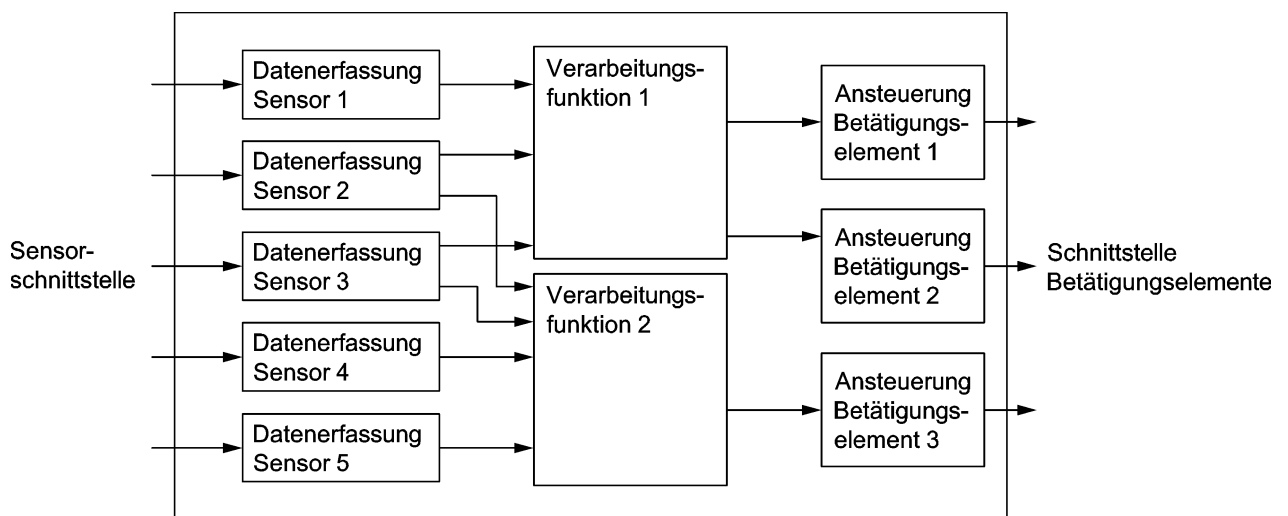 Sensor-
schnittstelle
Datenerfassung
Sensor 1
Datenerfassung
Sensor 2
Datenerfassung
Sensor 3
Datenerfassung
Sensor 4
Datenerfassung
Sensor 5
Verarbeitungs-
funktion 1
Verarbeitungs-
funktion 2
Ansteuerung
Betätigungs-
element 1
Ansteuerung
Betätigungs-
element 2
Ansteuerung
Betätigungs-
element 3
Schnittstelle
Betätigungselemente